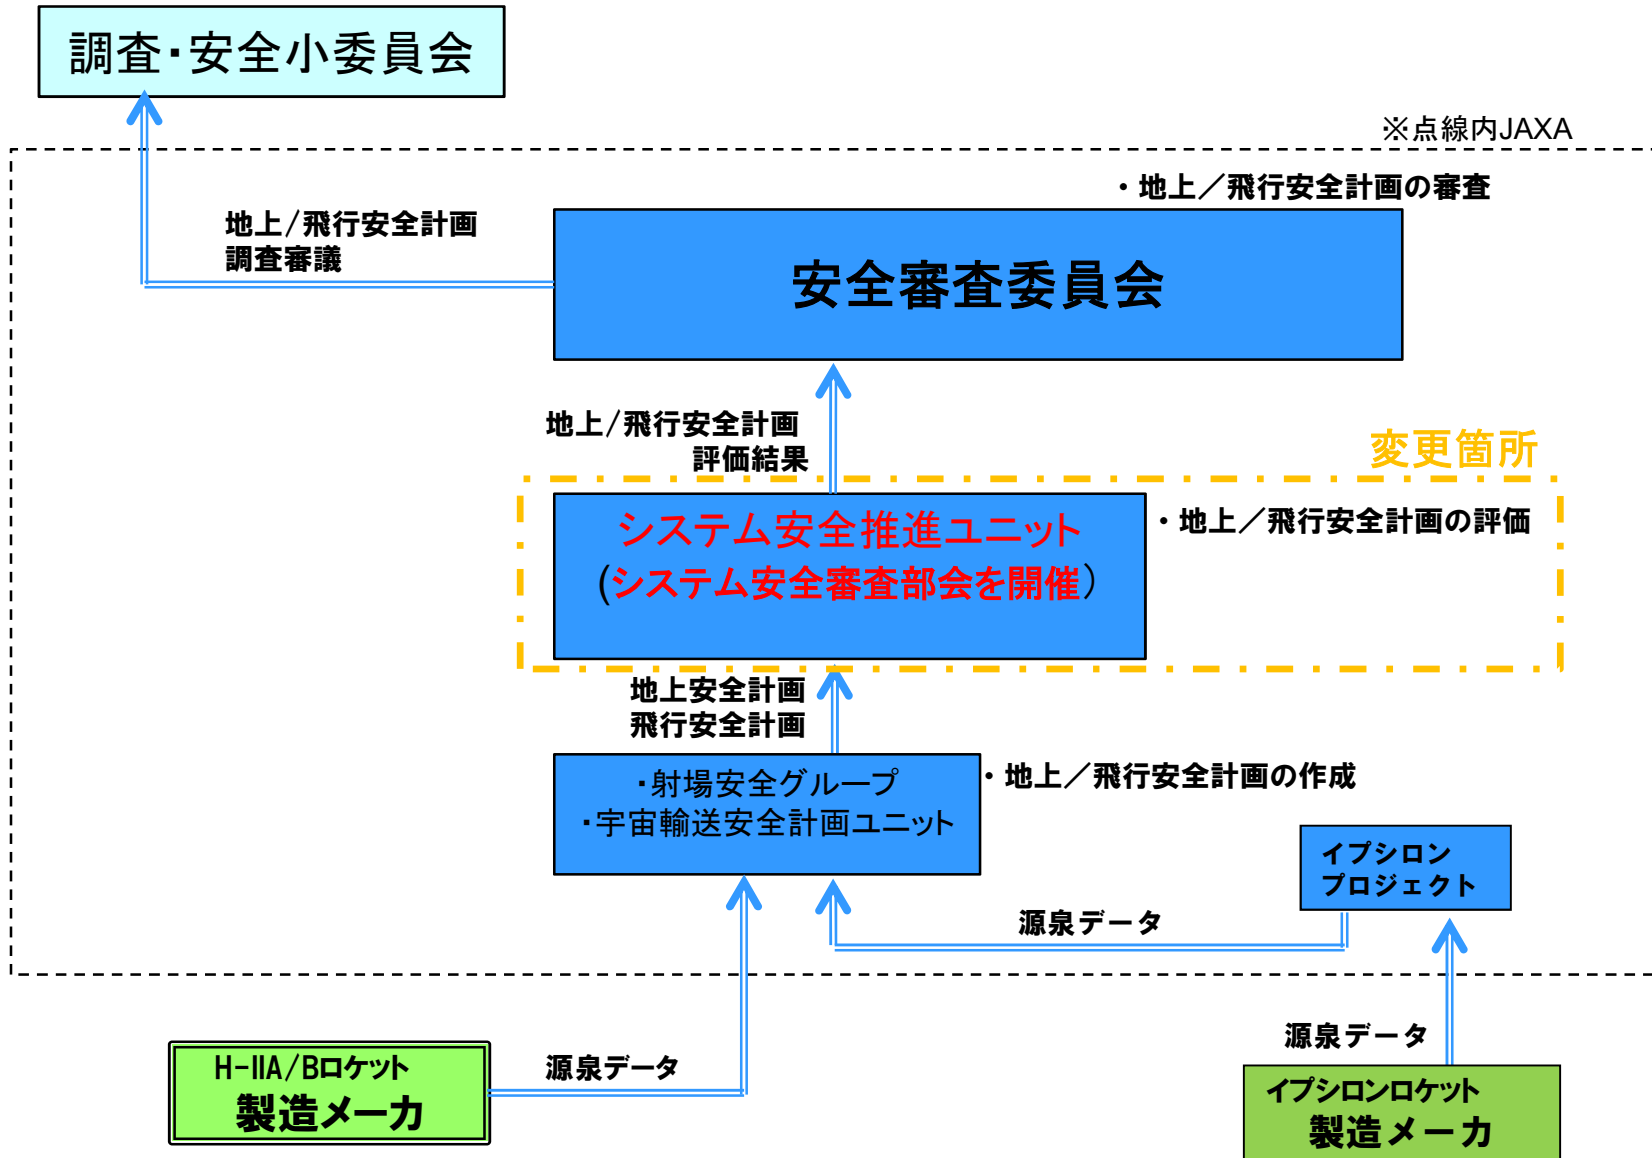 調査・安全小委員会
※点線内JAXA
・地上／飛行安全計画の審査
地上/飛行安全計画
調査審議
安全審査委員会
地上/飛行安全計画
評価結果
変更箇所
システム安全推進ユニット
(システム安全審査部会を開催)
・地上／飛行安全計画の評価
地上安全計画
飛行安全計画
・射場安全グループ
・宇宙輸送安全計画ユニット
・地上／飛行安全計画の作成
イプシロン
プロジェクト
源泉データ
源泉データ
H-IIA/Bロケット
製造メーカ
源泉データ
イプシロンロケット
製造メーカ